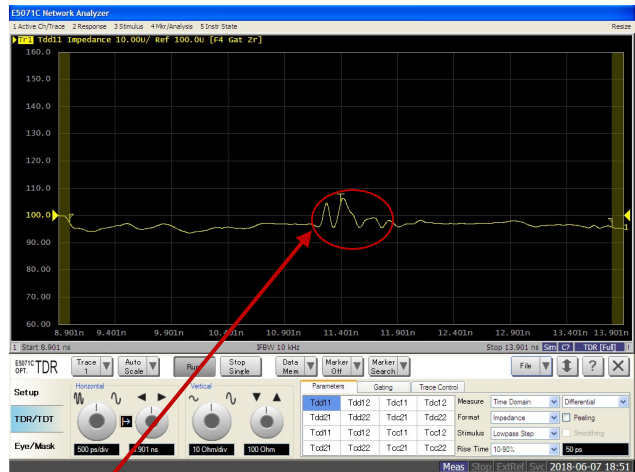 E5071C Network Analyzer
1 Active Ch/Trace 2 Response 3 Stimulus 4 Mkr/Analysis 5 Instr State Resize
Tr1 Tdd11 Impedance 10.00U/ Ref 100.0U [F4 Gat Zr]
160.0
150.0
140.0
130.0
120.0
110.0
100.0
90.00
80.00
70.00
60.00
1
8.901n 9.401n 9.901n 10.401n 10.901n 11.401n 11.901n 12.401n 12.901n 13.401n 13.901n
1 Start 8.901 ns IFBW 10 kHz Stop 13.901 ns Sim C? TDR [Full]
E5071C OPT. TDR Trace 1 Auto Scale Run Stop Single Data Mem Marker Off Marker Search File ? X
Setup Horizontal Vertical Parameters Gating Trace Control
Tdd11 Tdd12 Tdc11 Tdc12 Measure Time Domain Differential
TDR/TDT Tdd21 Tdd22 Tdc21 Tdc22 Format Impedance Peeling
Tcd11 Tcd12 Tcc11 Tcc12 Stimulus Lowpass Step Smoothing
Eye/Mask 500 ps/div 8.901 ns 10 Ohm/div 100 Ohm Tcd21 Tcd22 Tcc21 Tcc22 Rise Time 10-90% 50 ps
Meas Stop ExtRef Svc 2018-06-07 18:51